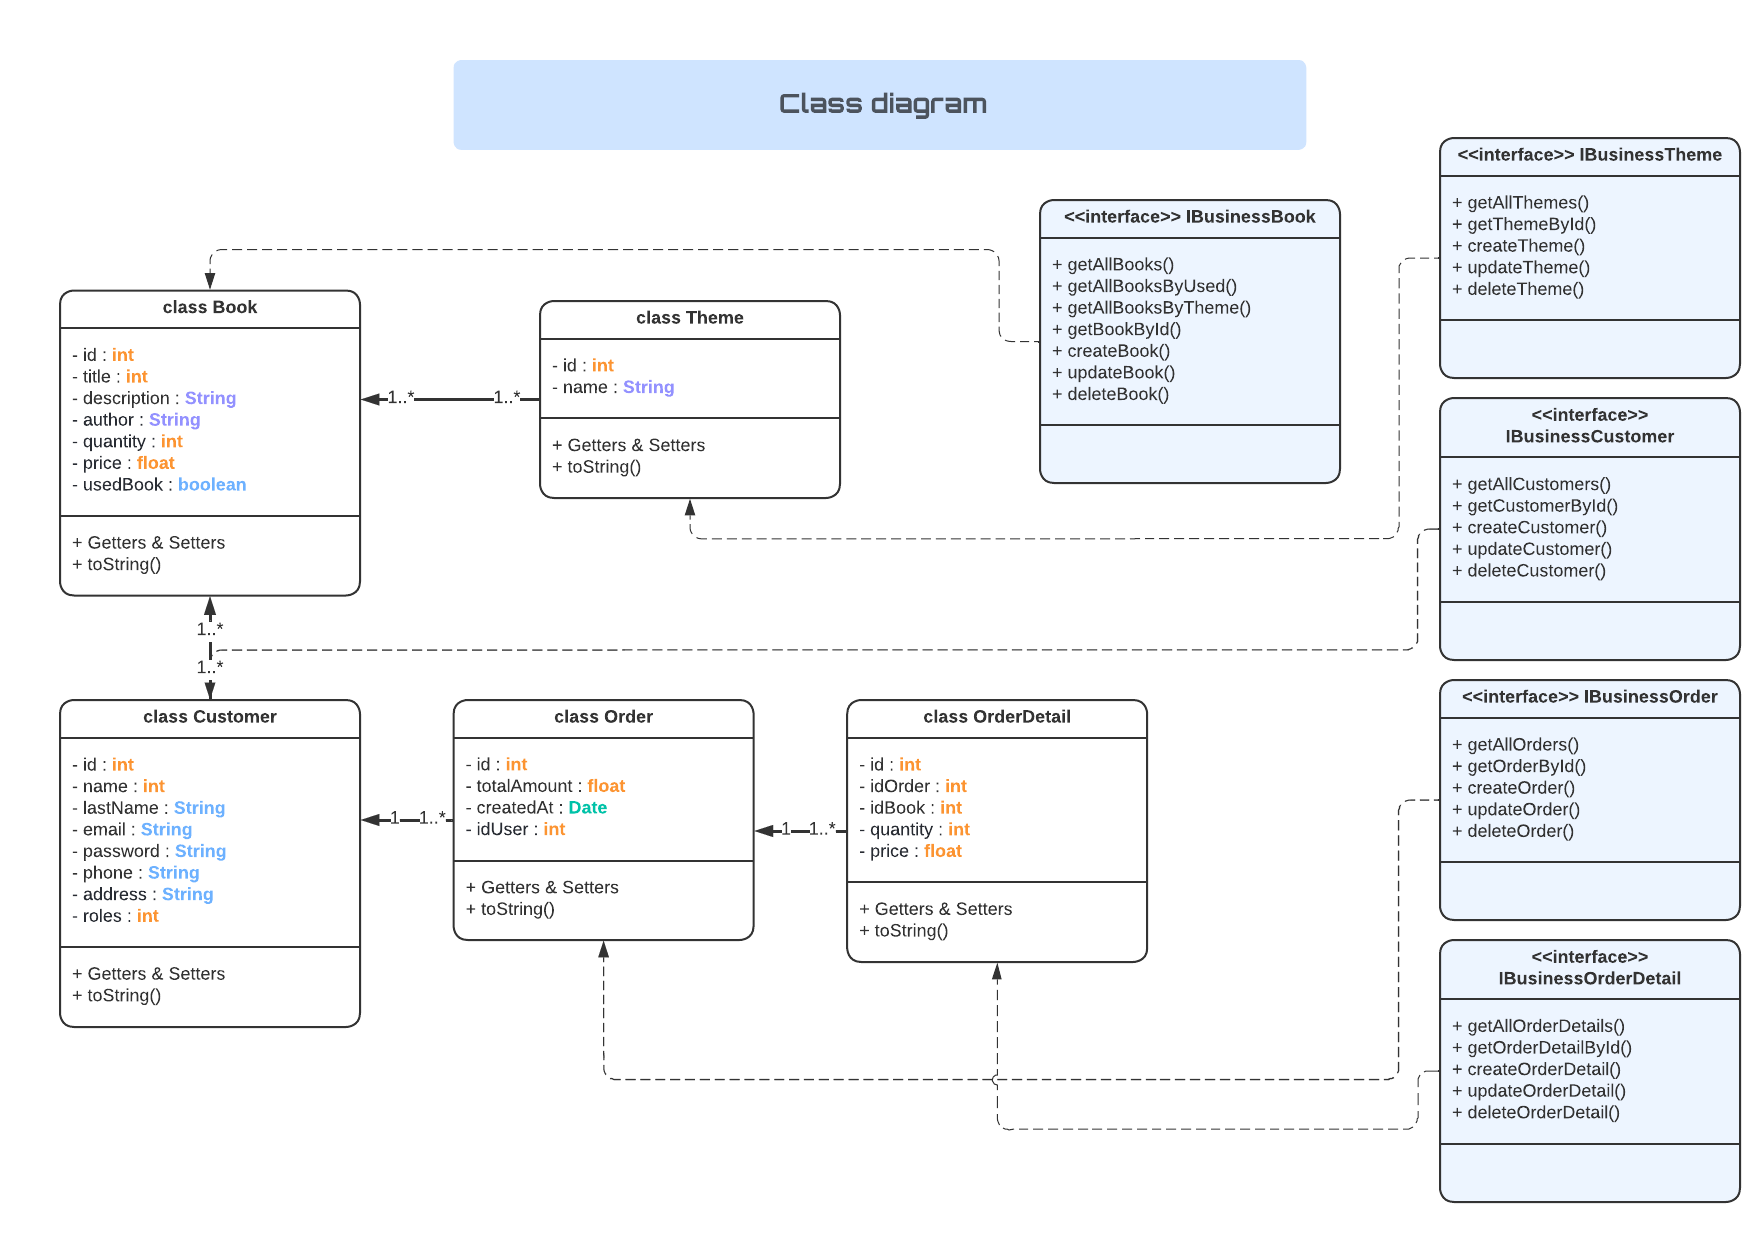 Class diagram
<<interface>> IBusinessTheme
+ getAllThemes()
+ getThemeById()
+ createTheme()
+ updateTheme()
+ deleteTheme()
<<interface>> IBusinessBook
+ getAllBooks()
+ getAllBooksByUsed()
+ getAllBooksByTheme()
+ getBookById()
+ createBook()
+ updateBook()
+ deleteBook()
class Book
- id : int
- title : int
- description : String
- author : String
- quantity : int
- price : float
- usedBook : boolean
+ Getters & Setters
+ toString()
1..*
1..*
class Theme
- id : int
- name : String
+ Getters & Setters
+ toString()
<<interface>>
IBusinessCustomer
+ getAllCustomers()
+ getCustomerById()
+ createCustomer()
+ updateCustomer()
+ deleteCustomer()
1..*
1..*
class Customer
- id : int
- name : int
- lastName : String
- email : String
- password : String
- phone : String
- address : String
- roles : int
+ Getters & Setters
+ toString()
1
1..*
class Order
- id : int
- totalAmount : float
- createdAt : Date
- idUser : int
+ Getters & Setters
+ toString()
1
1..*
class OrderDetail
- id : int
- idOrder : int
- idBook : int
- quantity : int
- price : float
+ Getters & Setters
+ toString()
<<interface>> IBusinessOrder
+ getAllOrders()
+ getOrderById()
+ createOrder()
+ updateOrder()
+ deleteOrder()
<<interface>>
IBusinessOrderDetail
+ getAllOrderDetails()
+ getOrderDetailById()
+ createOrderDetail()
+ updateOrderDetail()
+ deleteOrderDetail()